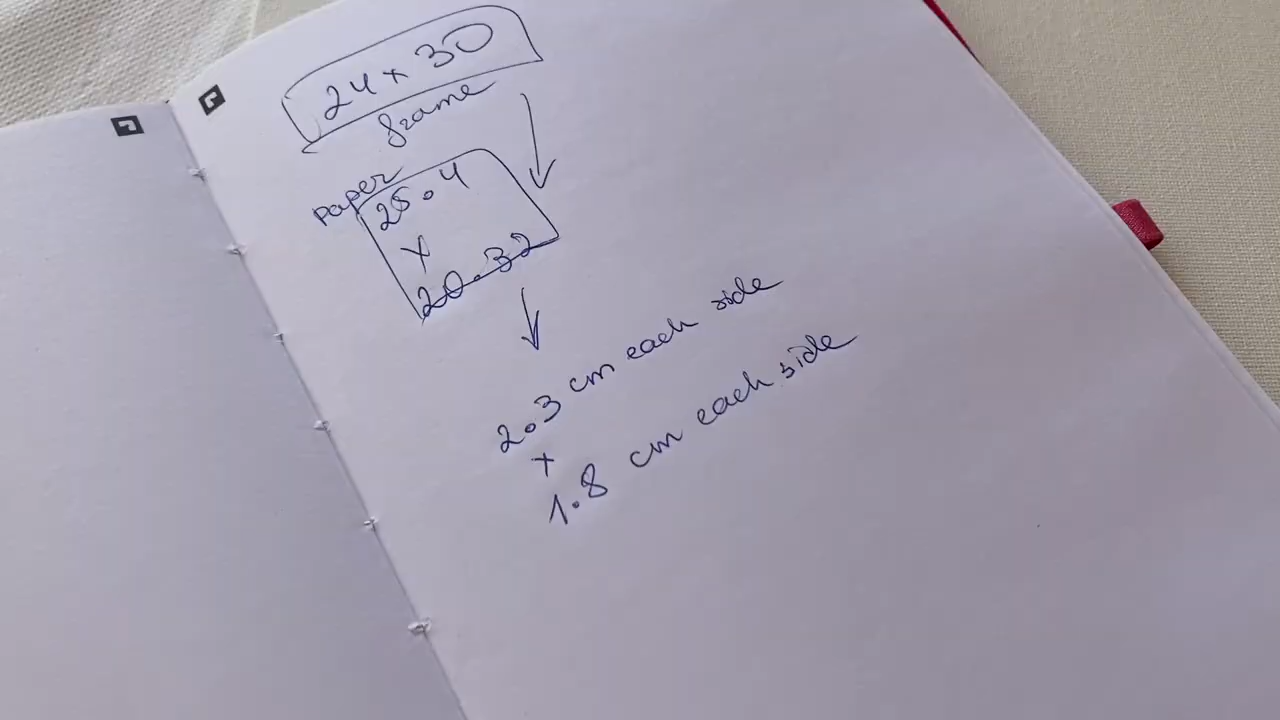 24 x 30
frame
paper
25.4
x
20.32
2.3 cm each side
x
1.8 cm each side